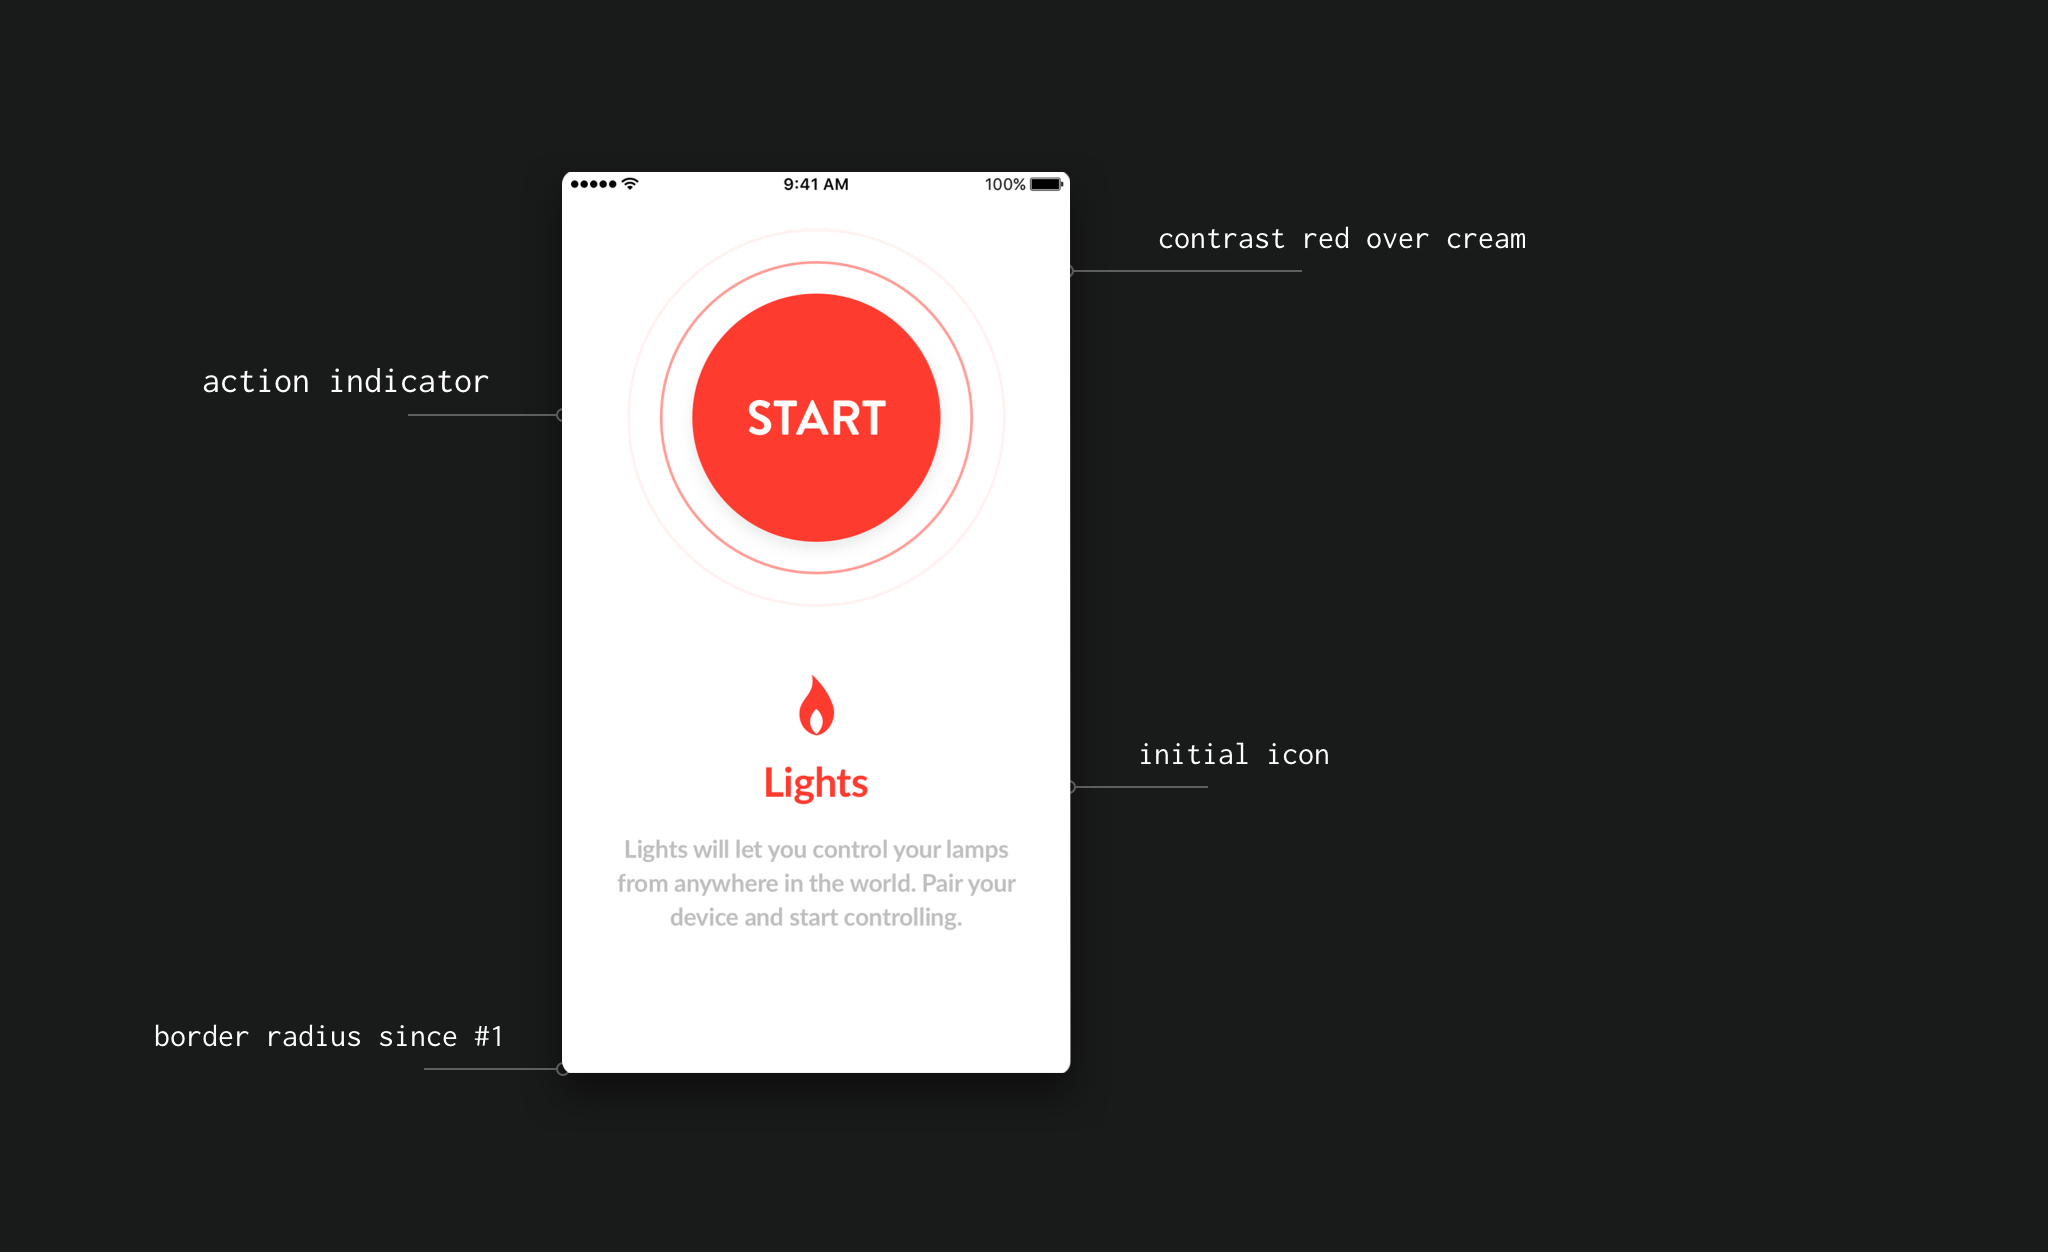 9:41 AM
100%
contrast red over cream
action indicator
START
initial icon
Lights
Lights will let you control your lamps
from anywhere in the world. Pair your
device and start controlling.
border radius since #1